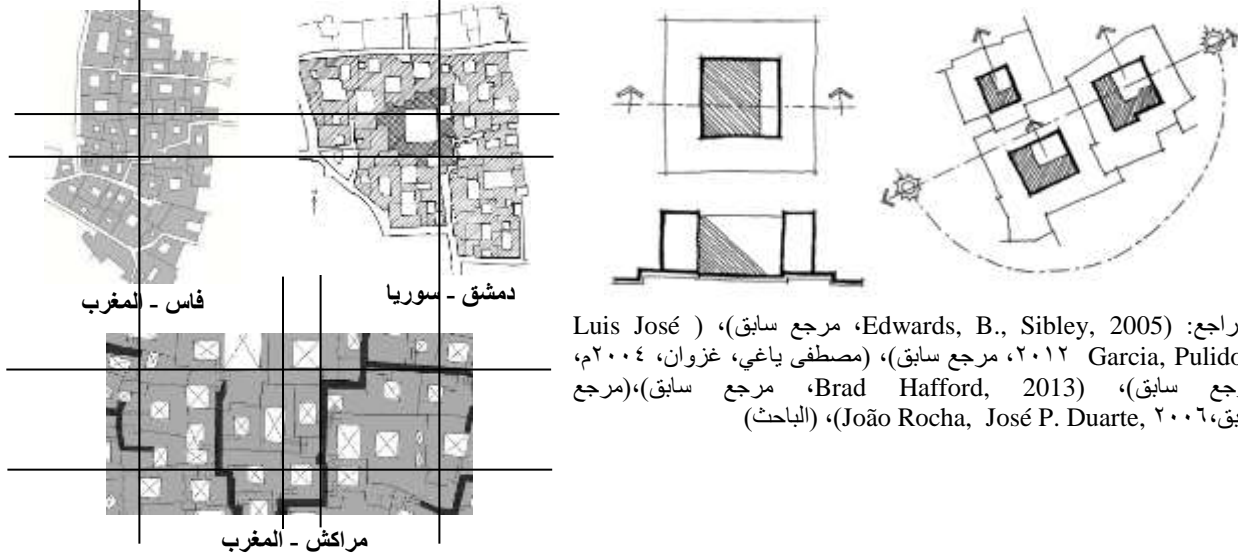 فاس - المغرب
دمشق - سوريا
مراكش - المغرب
راجع: (Edwards, B., Sibley, 2005، مرجع سابق)، ( Luis José
Garcia, Pulido ٢٠١٢، مرجع سابق)، (مصطفى ياغي، غزوان، ٢٠٠٤م،
رجع سابق)، (Brad Hafford, 2013، مرجع سابق)،(مرجع
بق،٢٠٠٦ ,João Rocha, José P. Duarte)، (الباحث)